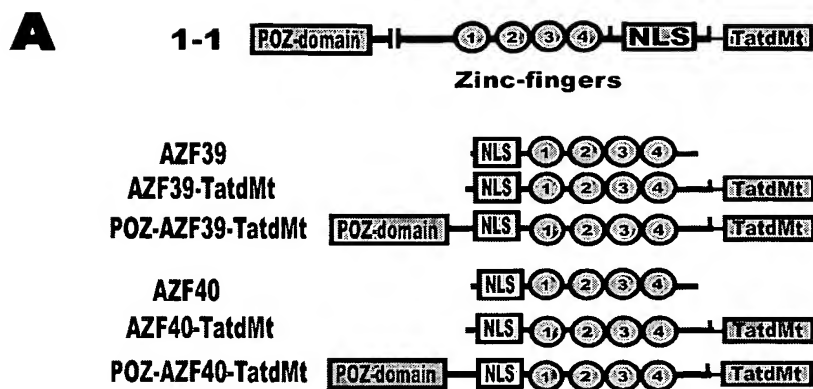 A 1-1 POZ-domain 1 2 3 4 NLS TatdMt
Zinc-fingers
AZF39 NLS 1 2 3 4
AZF39-TatdMt NLS 1 2 3 4 TatdMt
POZ-AZF39-TatdMt POZ-domain NLS 1 2 3 4 TatdMt
AZF40 NLS 1 2 3 4
AZF40-TatdMt NLS 1 2 3 4 TatdMt
POZ-AZF40-TatdMt POZ-domain NLS 1 2 3 4 TatdMt